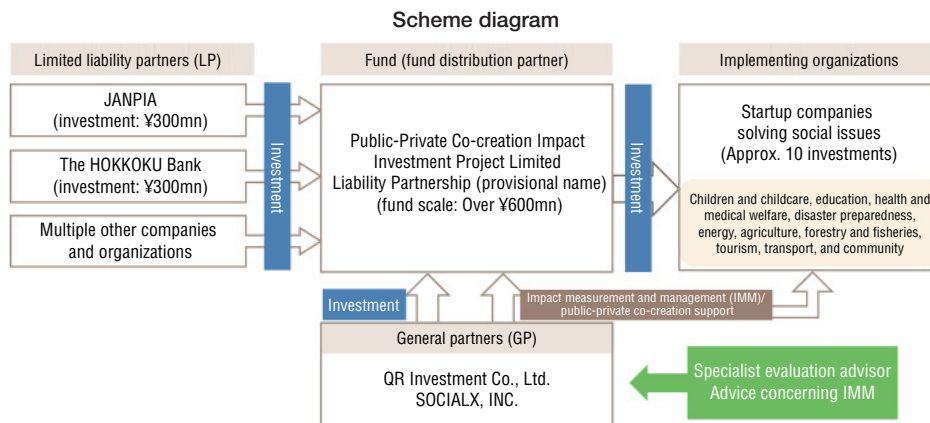 Scheme diagram
Limited liability partners (LP)
JANPIA
(investment: ¥300mn)
The HOKKOKU Bank
(investment: ¥300mn)
Multiple other companies
and organizations
Investment
Fund (fund distribution partner)
Public-Private Co-creation Impact
Investment Project Limited
Liability Partnership (provisional name)
(fund scale: Over ¥600mn)
Investment
Implementing organizations
Startup companies
solving social issues
(Approx. 10 investments)
Children and childcare, education, health and
medical welfare, disaster preparedness,
energy, agriculture, forestry and fisheries,
tourism, transport, and community
Investment
Impact measurement and management (IMM)/
public-private co-creation support
General partners (GP)
QR Investment Co., Ltd.
SOCIALX, INC.
Specialist evaluation advisor
Advice concerning IMM